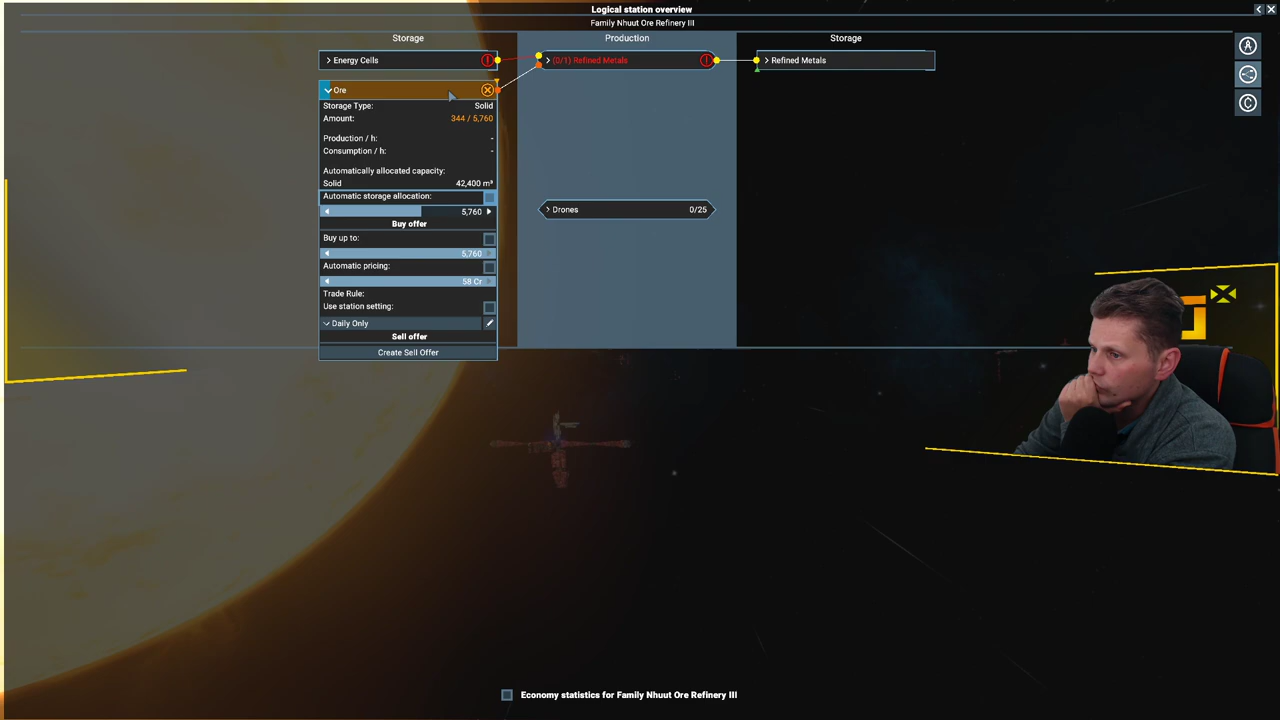 Logical station overview
Family Nhuut Ore Refinery III
Storage
Production
Storage
Energy Cells
(0/1) Refined Metals
Refined Metals
Ore
Storage Type: Solid
Amount: 344 / 5,760
Production / h: -
Consumption / h: -
Automatically allocated capacity:
Solid 42,400 m³
Automatic storage allocation:
5,760
Buy offer
Buy up to:
5,760
Automatic pricing:
58 Cr
Trade Rule:
Use station setting:
Daily Only
Sell offer
Create Sell Offer
Drones 0/25
Economy statistics for Family Nhuut Ore Refinery III